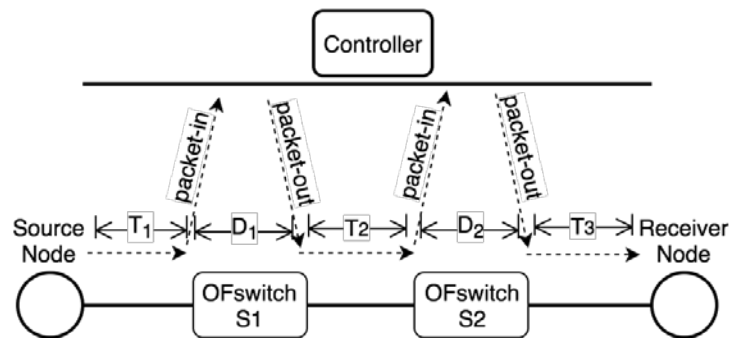 Controller
packet-in
packet-out
packet-in
packet-out
T1
D1
T2
D2
T3
Source
Node
Receiver
Node
OFswitch
S1
OFswitch
S2